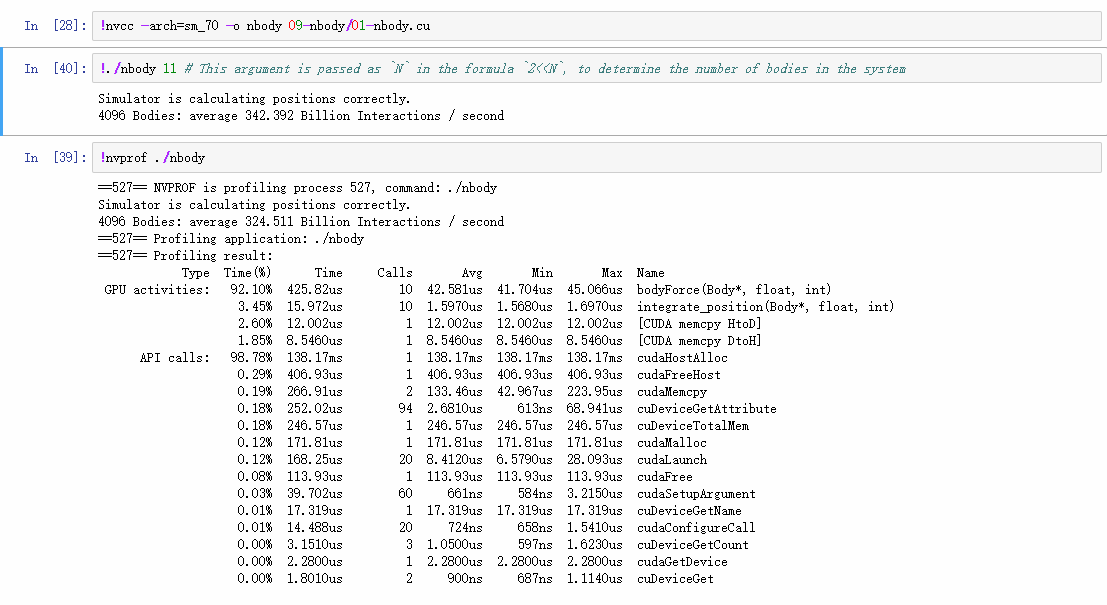 In [28]: !nvcc -arch=sm_70 -o nbody 09-nbody/01-nbody.cu
In [40]: !./nbody 11 # This argument is passed as `N` in the formula `2<<N`, to determine the number of bodies in the system
Simulator is calculating positions correctly.
4096 Bodies: average 342.392 Billion Interactions / second
In [39]: !nvprof ./nbody
==527== NVPROF is profiling process 527, command: ./nbody
Simulator is calculating positions correctly.
4096 Bodies: average 324.511 Billion Interactions / second
==527== Profiling application: ./nbody
==527== Profiling result:
Type Time(%) Time Calls Avg Min Max Name
GPU activities: 92.10% 425.82us 10 42.581us 41.704us 45.066us bodyForce(Body*, float, int)
3.45% 15.972us 10 1.5970us 1.5680us 1.6970us integrate_position(Body*, float, int)
2.60% 12.002us 1 12.002us 12.002us 12.002us [CUDA memcpy HtoD]
1.85% 8.5460us 1 8.5460us 8.5460us 8.5460us [CUDA memcpy DtoH]
API calls: 98.78% 138.17ms 1 138.17ms 138.17ms 138.17ms cudaHostAlloc
0.29% 406.93us 1 406.93us 406.93us 406.93us cudaFreeHost
0.19% 266.91us 2 133.46us 42.967us 223.95us cudaMemcpy
0.18% 252.02us 94 2.6810us 613ns 68.941us cuDeviceGetAttribute
0.18% 246.57us 1 246.57us 246.57us 246.57us cuDeviceTotalMem
0.12% 171.81us 1 171.81us 171.81us 171.81us cudaMalloc
0.12% 168.25us 20 8.4120us 6.5790us 28.093us cudaLaunch
0.08% 113.93us 1 113.93us 113.93us 113.93us cudaFree
0.03% 39.702us 60 661ns 584ns 3.2150us cudaSetupArgument
0.01% 17.319us 1 17.319us 17.319us 17.319us cuDeviceGetName
0.01% 14.488us 20 724ns 658ns 1.5410us cudaConfigureCall
0.00% 3.1510us 3 1.0500us 597ns 1.6230us cuDeviceGetCount
0.00% 2.2800us 1 2.2800us 2.2800us 2.2800us cudaGetDevice
0.00% 1.8010us 2 900ns 687ns 1.1140us cuDeviceGet